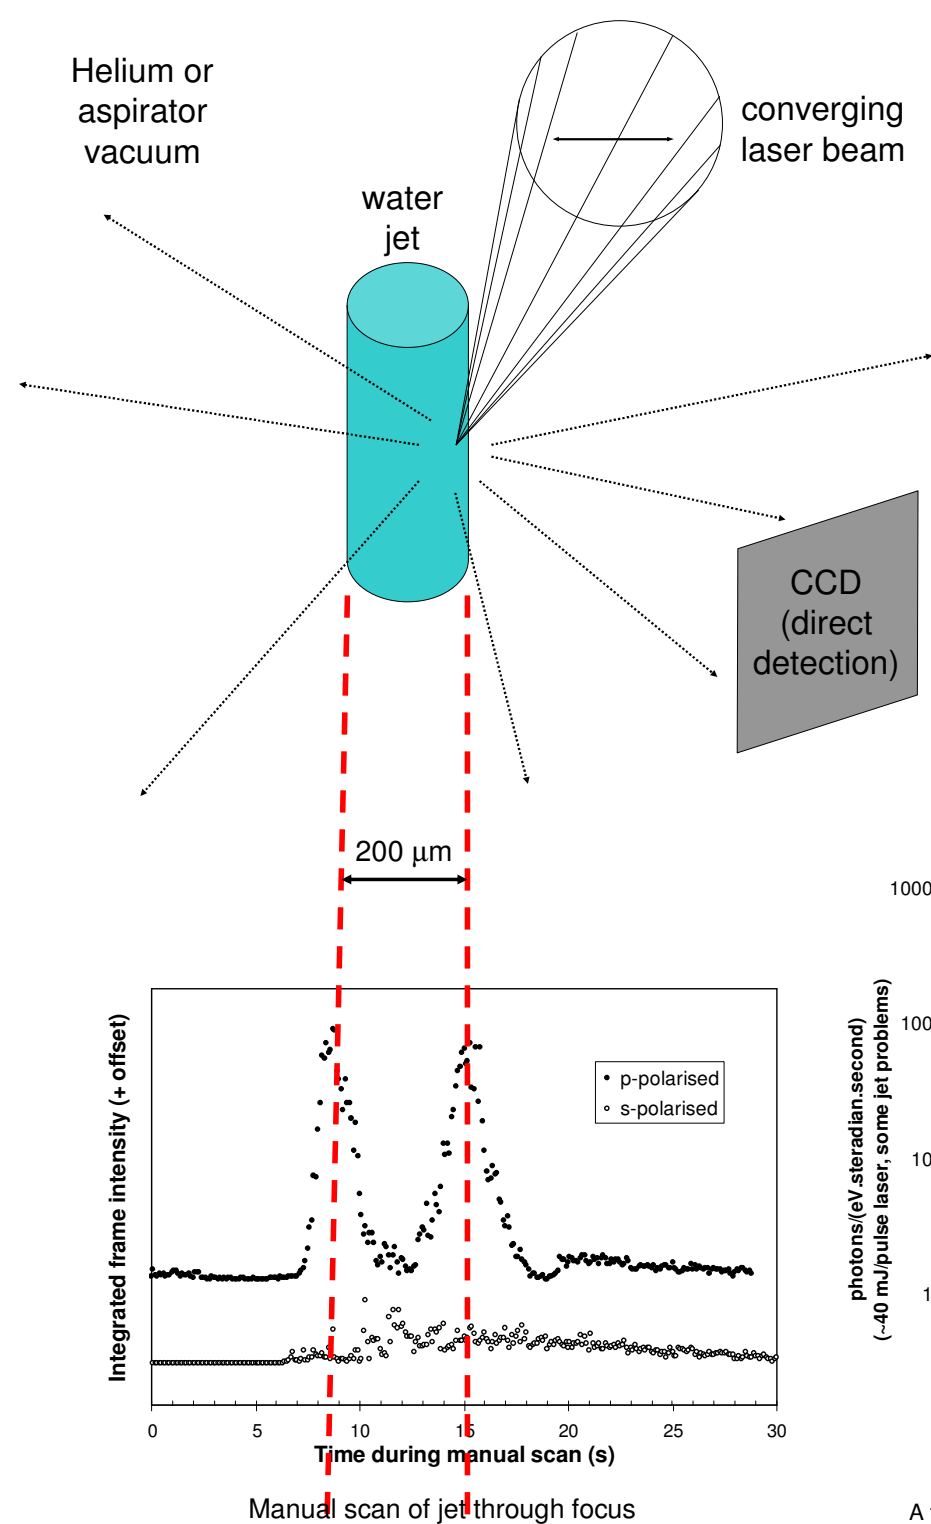 Helium or
aspirator
vacuum
converging
laser beam
water
jet
CCD
(direct
detection)
200 μm
1000
100
10
1
photons/(eV.steradian.second)
(~40 mJ/pulse laser, some jet problems)
Integrated frame intensity (+ offset)
p-polarised
s-polarised
0 5 10 15 20 25 30
Time during manual scan (s)
Manual scan of jet through focus
A